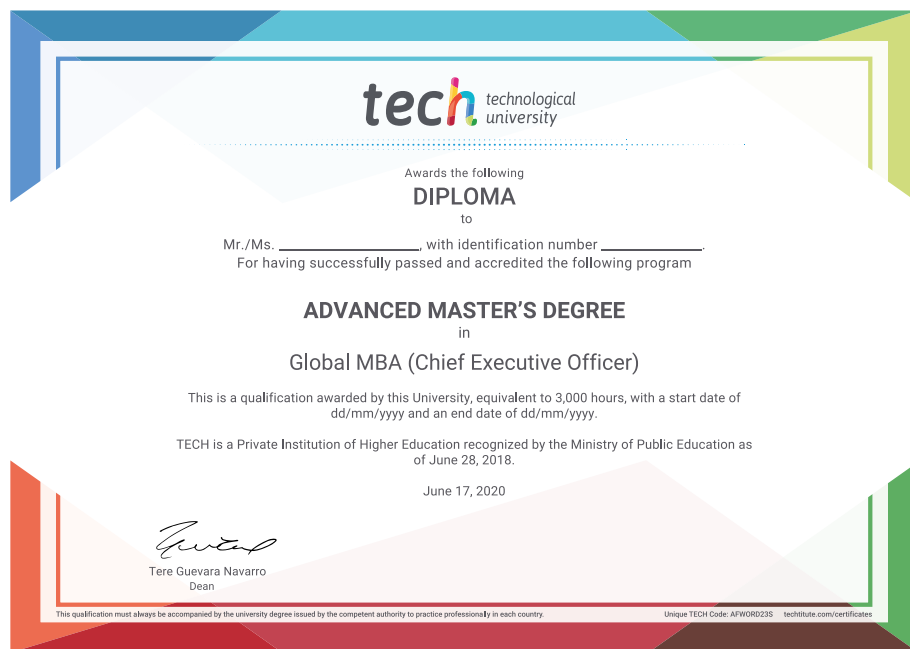 tech technological
university
Awards the following
DIPLOMA
to
Mr./Ms. ____________________, with identification number ______________.
For having successfully passed and accredited the following program
ADVANCED MASTER'S DEGREE
in
Global MBA (Chief Executive Officer)
This is a qualification awarded by this University, equivalent to 3,000 hours, with a start date of
dd/mm/yyyy and an end date of dd/mm/yyyy.
TECH is a Private Institution of Higher Education recognized by the Ministry of Public Education as
of June 28, 2018.
June 17, 2020
Tere Guevara Navarro
Dean
This qualification must always be accompanied by the university degree issued by the competent authority to practice professionally in each country. Unique TECH Code: AFWORD23S techtitute.com/certificates